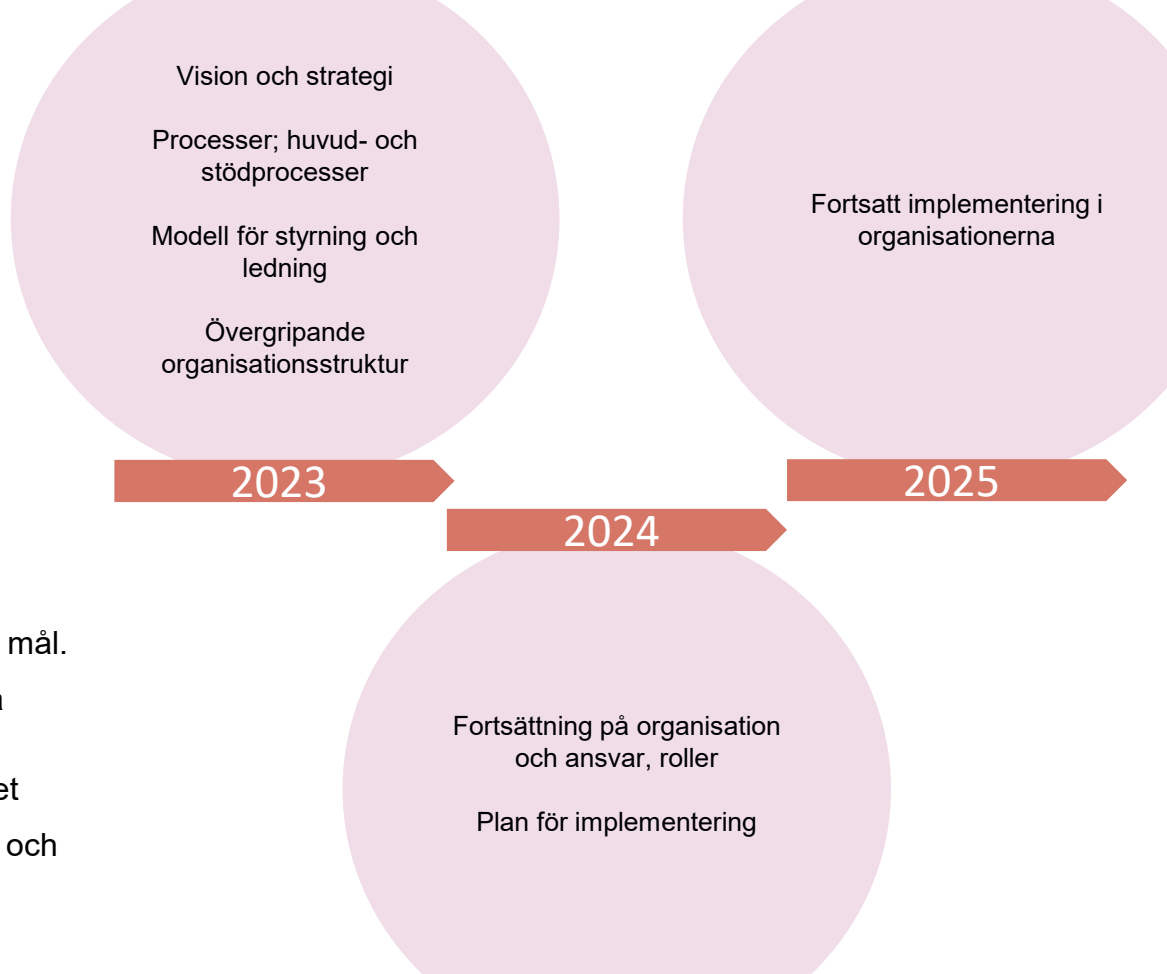 Vision och strategi
Processer; huvud- och
stödprocesser
Modell för styrning och
ledning
Övergripande
organisationsstruktur
2023
Fortsatt implementering i
organisationerna
2025
2024
Fortsättning på organisation
och ansvar, roller
Plan för implementering
mål.
och